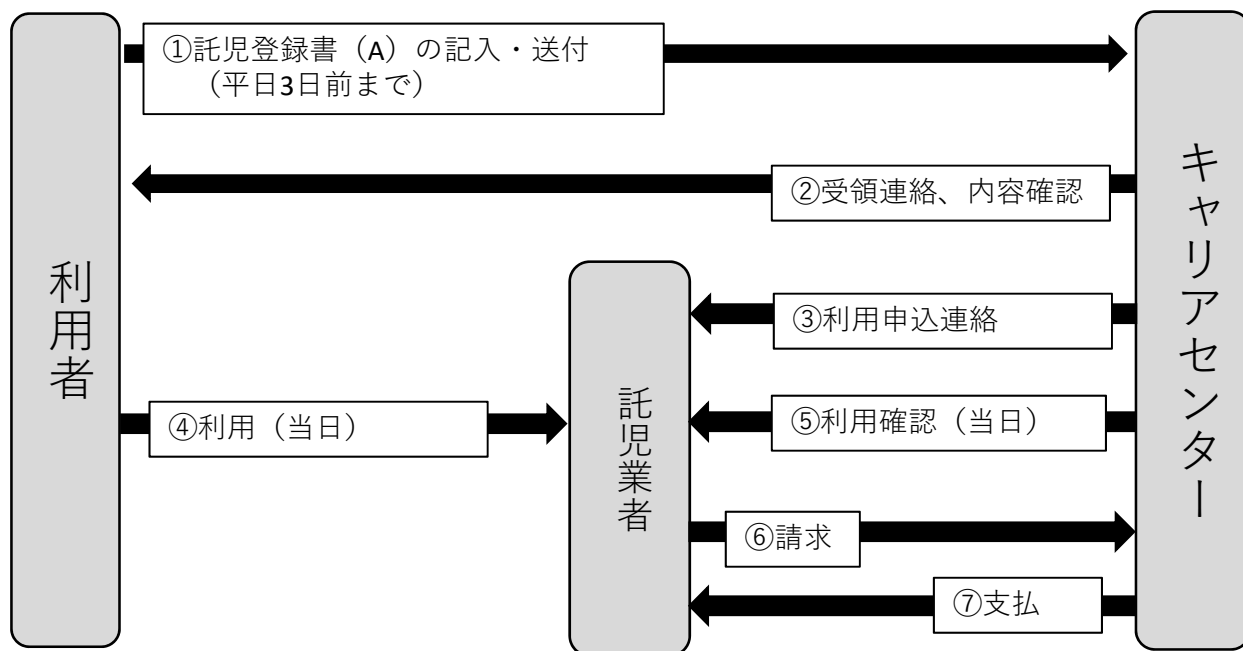 ①託児登録書（A）の記入・送付
（平日3日前まで）
②受領連絡、内容確認
利用者
託児業者
キャリアセンター
③利用申込連絡
④利用（当日）
⑤利用確認（当日）
⑥請求
⑦支払